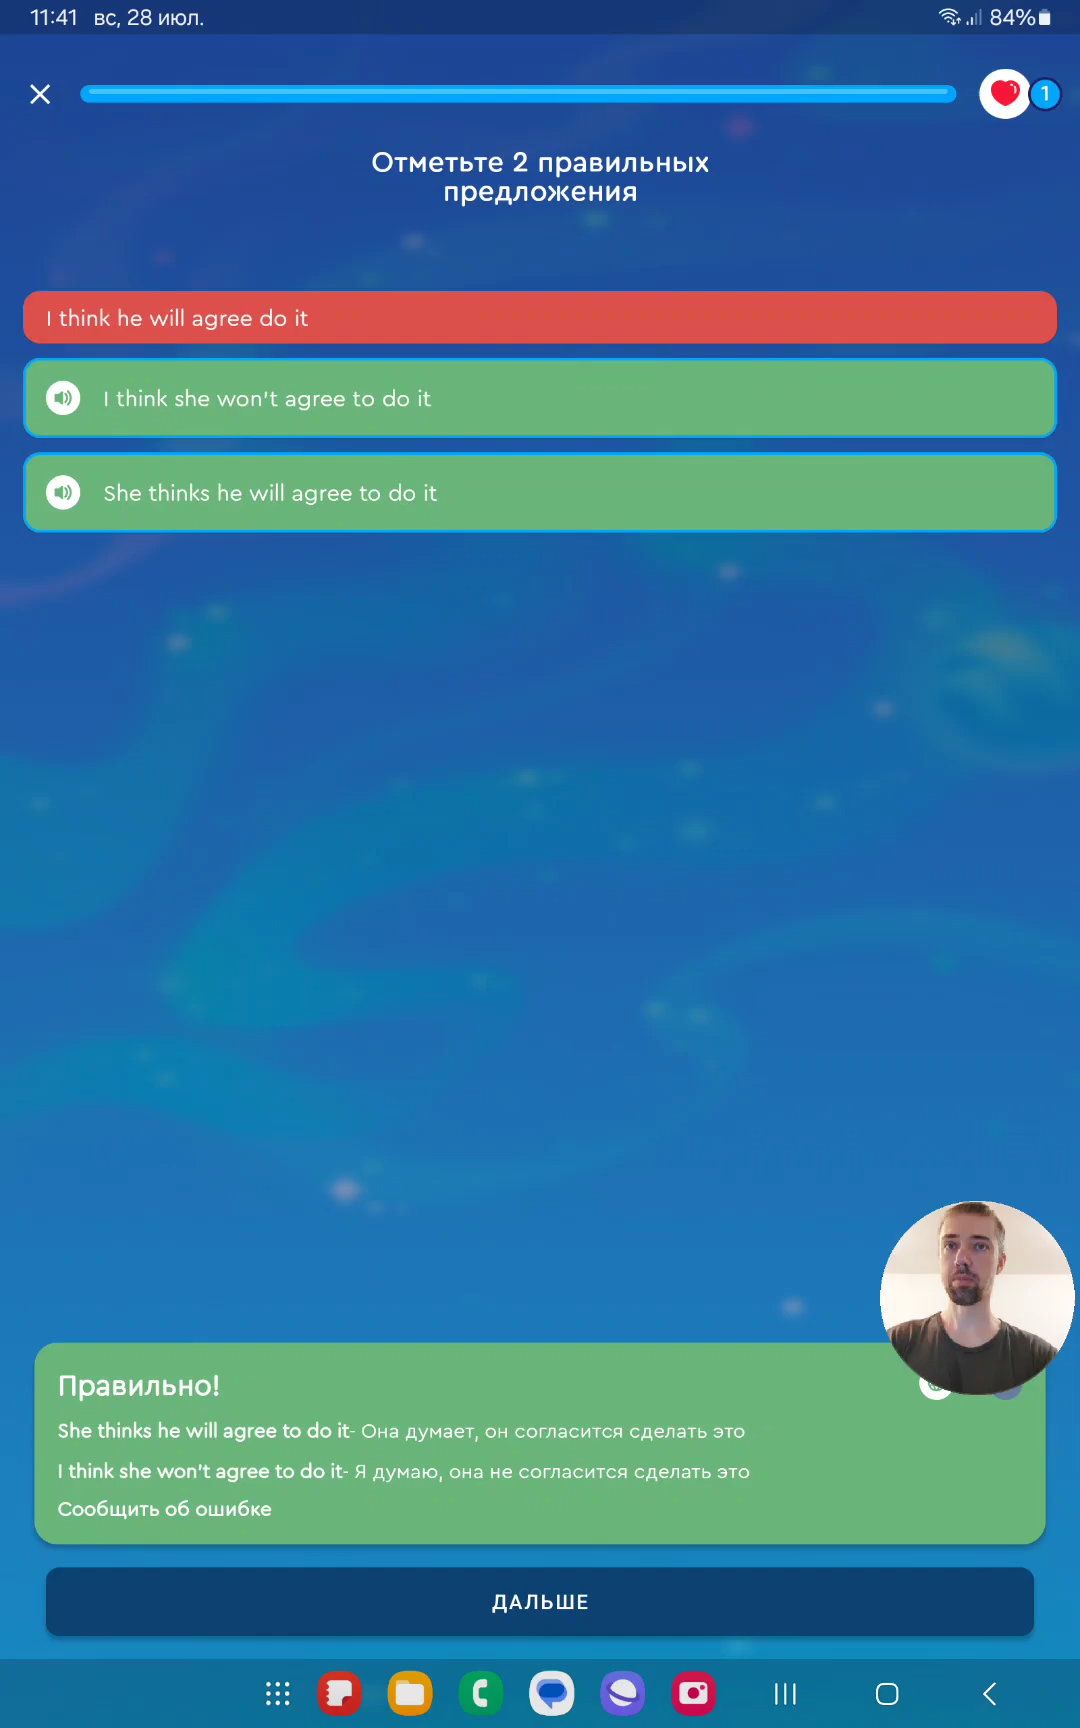 11:41 вс, 28 июл. 84%
1
Отметьте 2 правильных
предложения
I think he will agree do it
I think she won't agree to do it
She thinks he will agree to do it
Правильно!
She thinks he will agree to do it- Она думает, он согласится сделать это
I think she won't agree to do it- Я думаю, она не согласится сделать это
Сообщить об ошибке
ДАЛЬШЕ